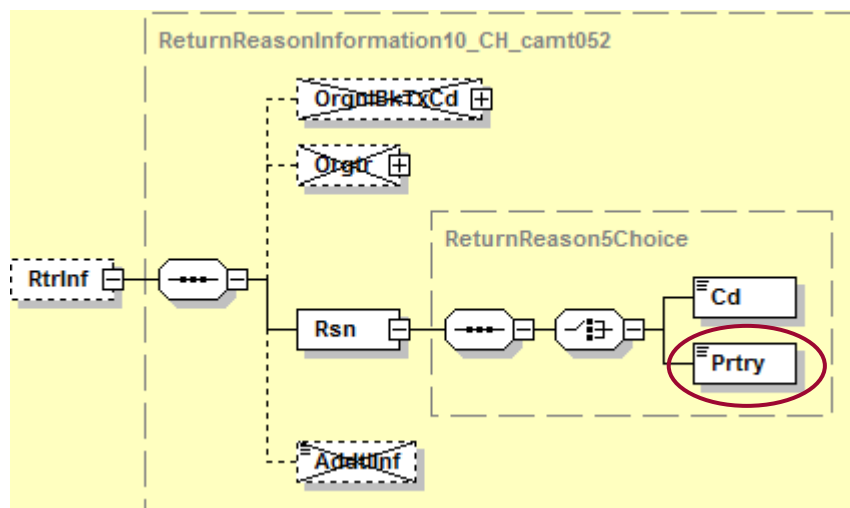 ReturnReasonInformation10_CH_camt052
OrgnlBkTxCd
Orgtr
ReturnReason5Choice
RtrInf
Cd
Rsn
Prtry
AddtlInf